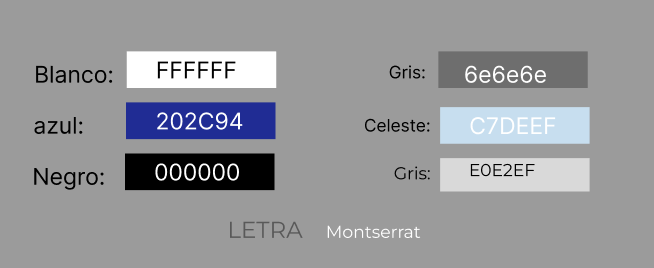 Blanco: FFFFFF
azul: 202C94
Negro: 000000
Gris: 6e6e6e
Celeste: C7DEEF
Gris: E0E2EF
LETRA Montserrat